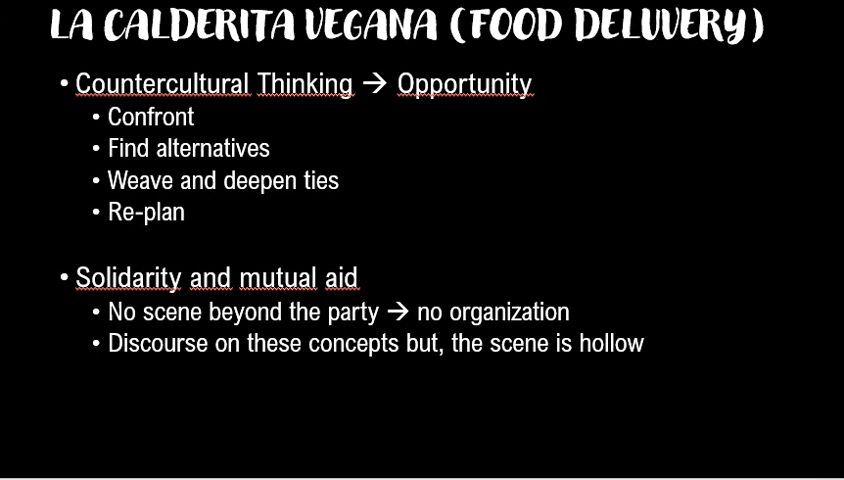 LA CALDERITA VEGANA (FOOD DELUVERY)
• Countercultural Thinking → Opportunity
• Confront
• Find alternatives
• Weave and deepen ties
• Re-plan
• Solidarity and mutual aid
• No scene beyond the party → no organization
• Discourse on these concepts but, the scene is hollow